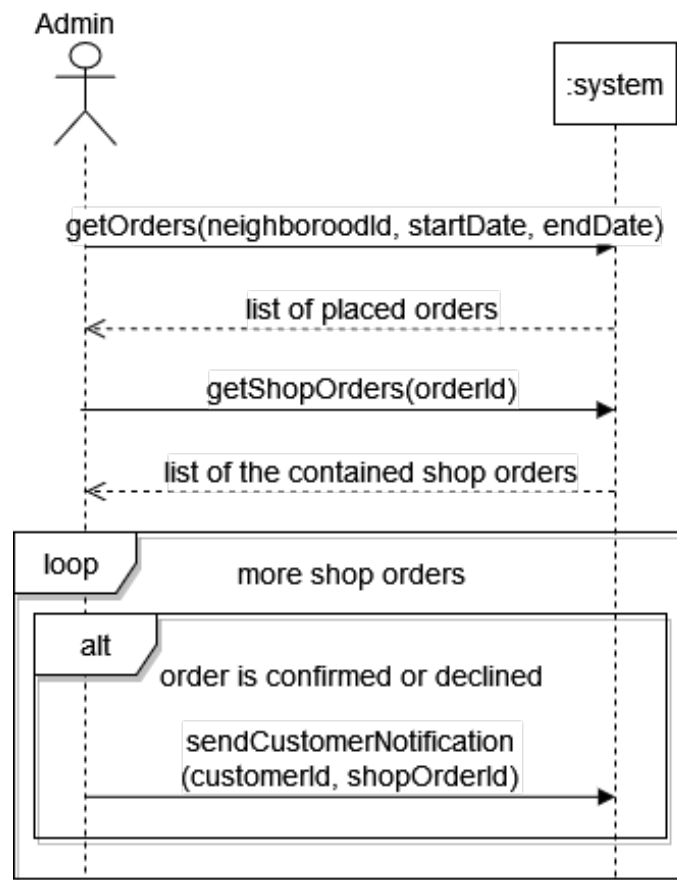 Admin
:system
getOrders(neighboroodId, startDate, endDate)
list of placed orders
getShopOrders(orderId)
list of the contained shop orders
loop
more shop orders
alt
order is confirmed or declined
sendCustomerNotification
(customerId, shopOrderId)